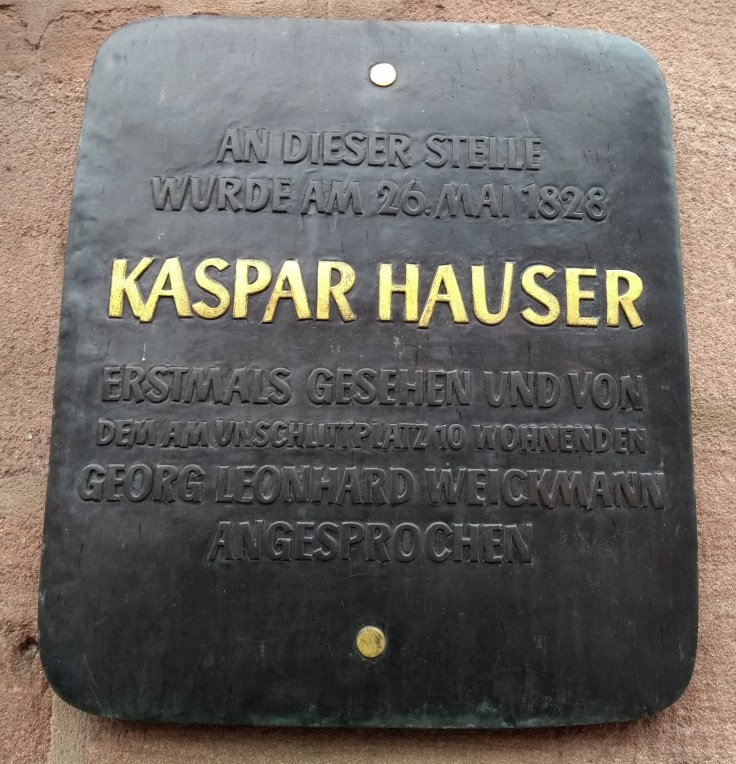 AN DIESER STELLE
WURDE AM 26. MAI 1828
KASPAR HAUSER
ERSTMALS GESEHEN UND VON
DEM AM UNSCHLITTPLATZ 10 WOHNENDEN
GEORG LEONHARD WEICKMANN
ANGESPROCHEN